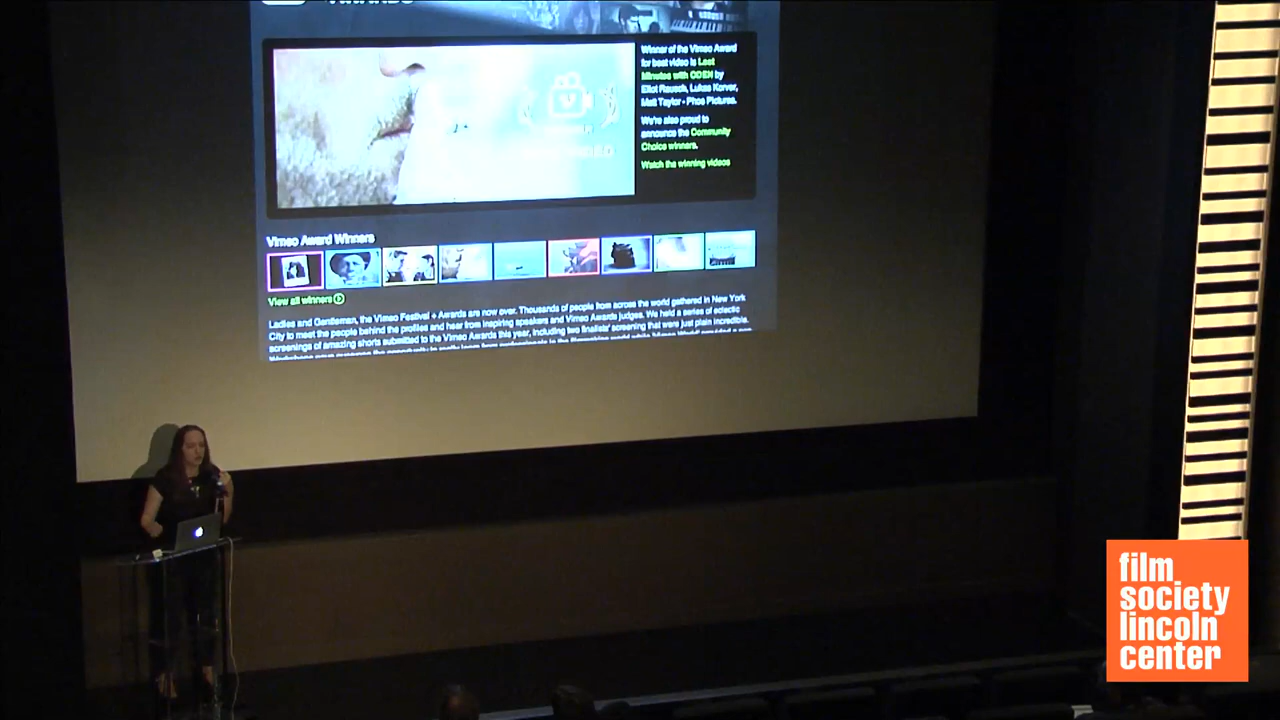 Winner of the Vimeo Award
for best video is Last
Minutes with ODEN by
Eliot Rausch, Lukas Korver,
Matt Taylor - Phos Pictures.
We're also proud to
announce the Community
Choice winners.
Watch the winning videos
Vimeo Award Winners
View all winners
Ladies and Gentleman, the Vimeo Festival + Awards are now over. Thousands of people from across the world gathered in New York
City to meet the people behind the profiles and hear from inspiring speakers and Vimeo Awards judges. We held a series of eclectic
screenings of amazing shorts submitted to the Vimeo Awards this year, including two finalists' screening that were just plain incredible.
film
society
lincoln
center